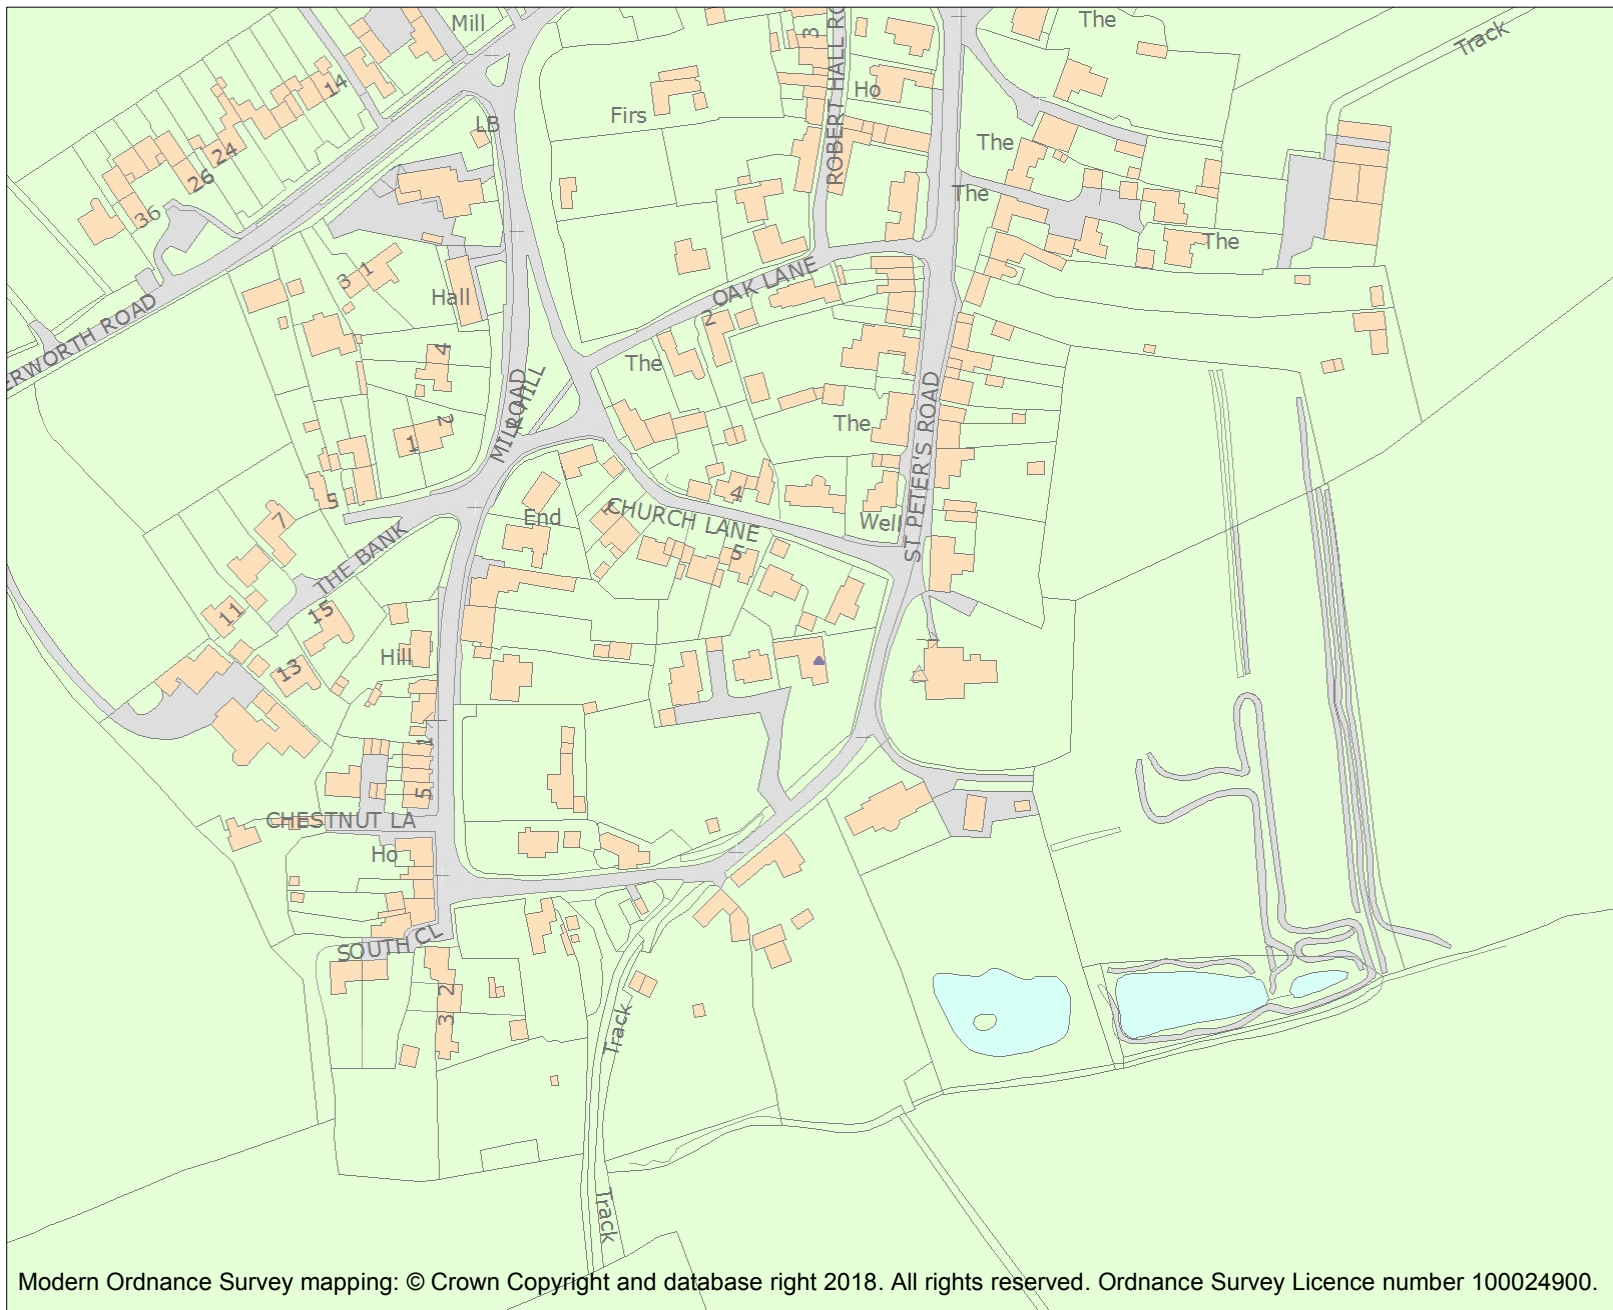 Mill
The
Track
3
ROBERT HALL RO
14
Ho
Firs
LB
The
24
26
The
36
The
3 1
OAK LANE
Hall
ERWORTH ROAD
2
4
The
MILL HILL
ROAD
2
1
The
ST PETER'S ROAD
4
5
CHURCH LANE
End
Well
7
1
5
THE BANK
11
15
Hill
13
1
5
CHESTNUT LA
Ho
SOUTH CL
2
3
Track
Track
Modern Ordnance Survey mapping: © Crown Copyright and database right 2018. All rights reserved. Ordnance Survey Licence number 100024900.